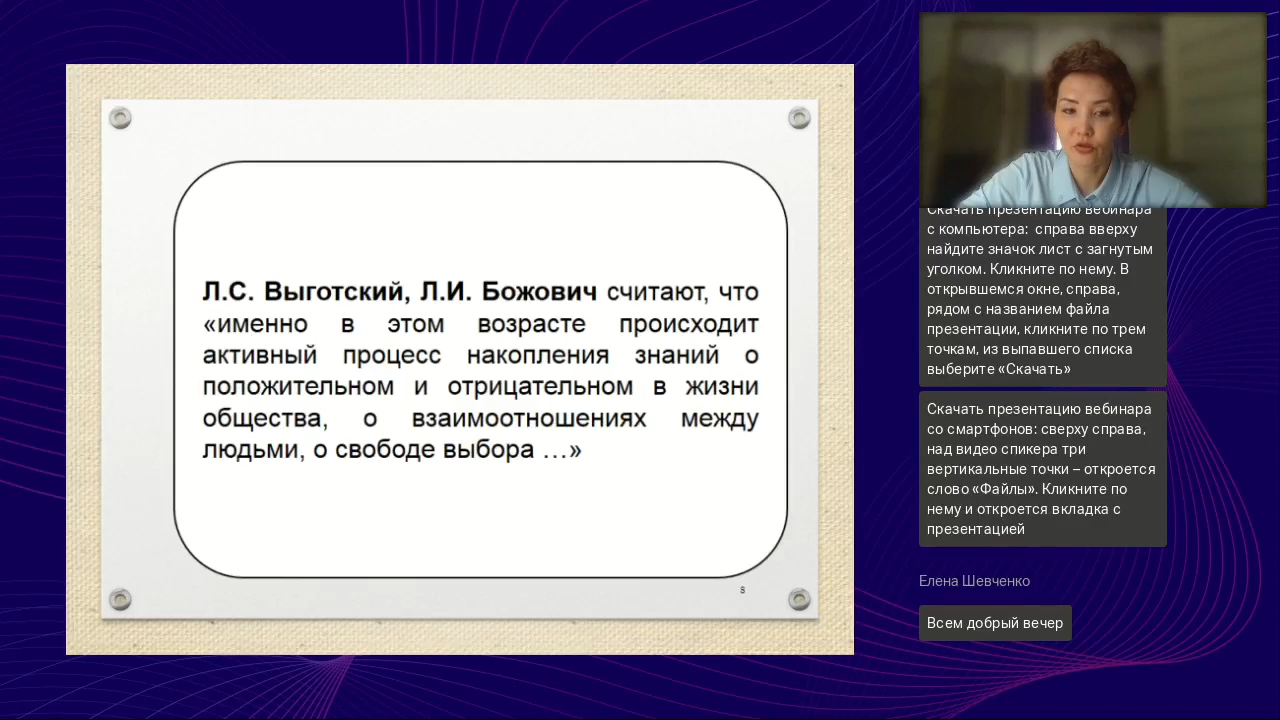 Л.С. Выготский, Л.И. Божович считают, что
«именно в этом возрасте происходит
активный процесс накопления знаний о
положительном и отрицательном в жизни
общества, о взаимоотношениях между
людьми, о свободе выбора …»
8
Скачать презентацию вебинара
с компьютера: справа вверху
найдите значок лист с загнутым
уголком. Кликните по нему. В
открывшемся окне, справа,
рядом с названием файла
презентации, кликните по трем
точкам, из выпавшего списка
выберите «Скачать»
Скачать презентацию вебинара
со смартфонов: сверху справа,
над видео спикера три
вертикальные точки – откроется
слово «Файлы». Кликните по
нему и откроется вкладка с
презентацией
Елена Шевченко
Всем добрый вечер